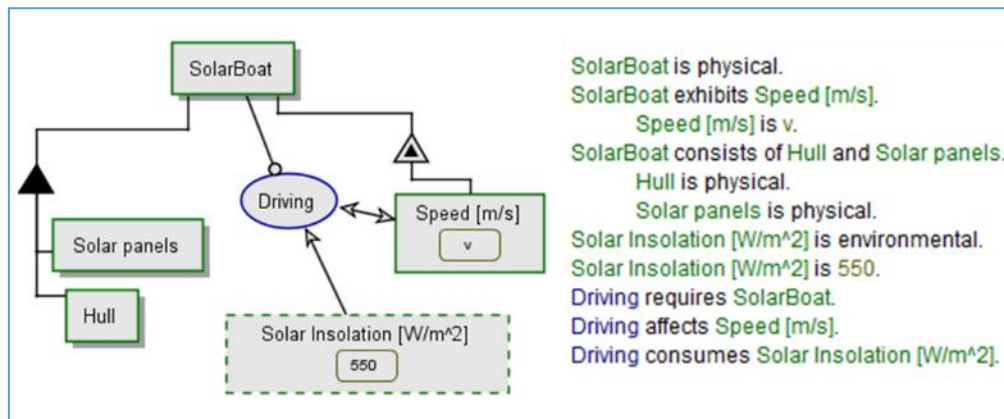 SolarBoat
Driving
Speed [m/s]
v
Solar panels
Hull
Solar Insolation [W/m^2]
550
SolarBoat is physical.
SolarBoat exhibits Speed [m/s].
Speed [m/s] is v.
SolarBoat consists of Hull and Solar panels.
Hull is physical.
Solar panels is physical.
Solar Insolation [W/m^2] is environmental.
Solar Insolation [W/m^2] is 550.
Driving requires SolarBoat.
Driving affects Speed [m/s].
Driving consumes Solar Insolation [W/m^2].